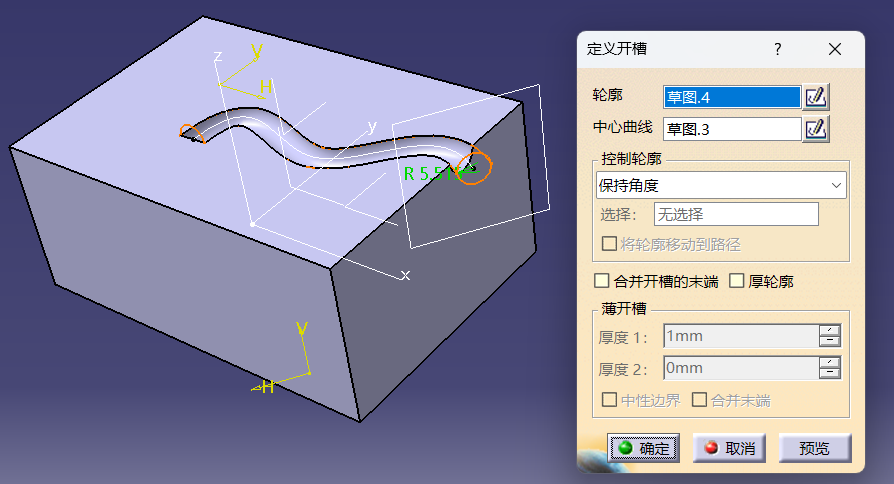 定义开槽 ?
轮廓 草图.4
中心曲线 草图.3
控制轮廓
保持角度
选择: 无选择
将轮廓移动到路径
合并开槽的末端 厚轮廓
薄开槽
厚度 1: 1mm
厚度 2: 0mm
中性边界 合并末端
确定 取消 预览
V
z
H
y
R 5.5
x
V
H